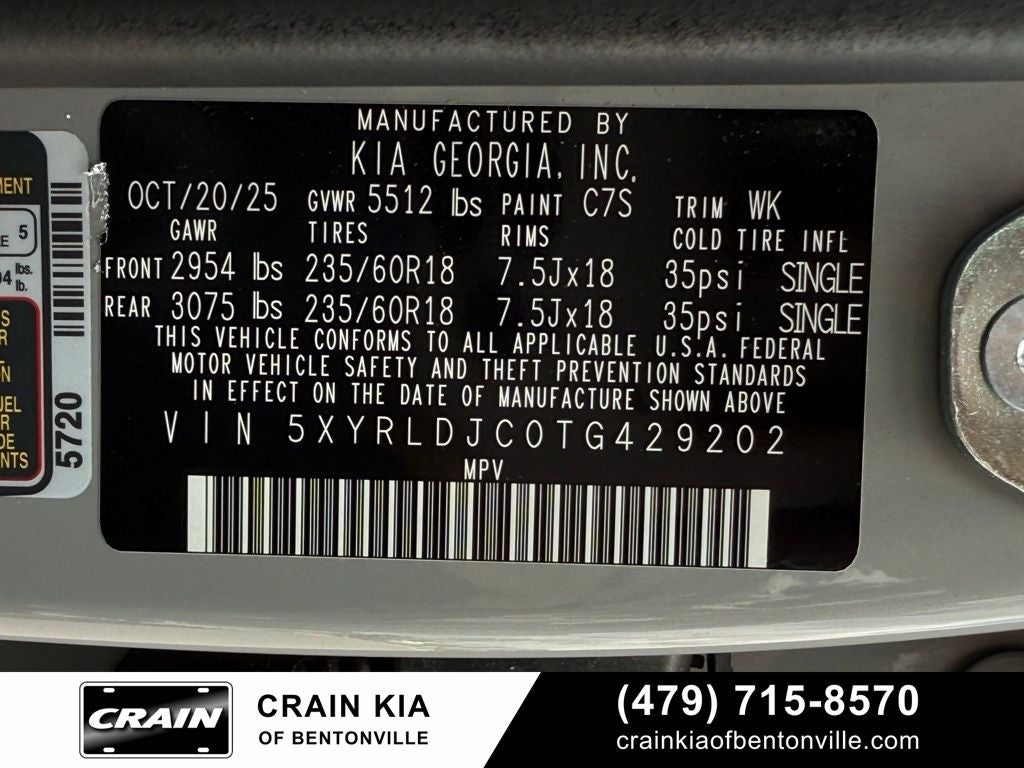 MANUFACTURED BY
KIA GEORGIA, INC.
OCT/20/25 GVWR 5512 lbs PAINT C7S TRIM WK
GAWR TIRES RIMS COLD TIRE INFL
FRONT 2954 lbs 235/60R18 7.5Jx18 35psi SINGLE
REAR 3075 lbs 235/60R18 7.5Jx18 35psi SINGLE
THIS VEHICLE CONFORMS TO ALL APPLICABLE U.S.A. FEDERAL
MOTOR VEHICLE SAFETY AND THEFT PREVENTION STANDARDS
IN EFFECT ON THE DATE OF MANUFACTURE SHOWN ABOVE
VIN 5XYRLDJC0TG429202
MPV
5
lbs.
kg
5720
CRAIN
CRAIN KIA
OF BENTONVILLE
(479) 715-8570
crainkiaofbentonville.com